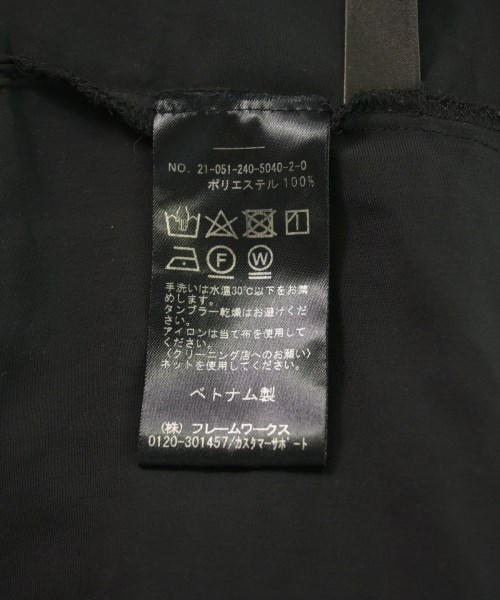 NO. 21-051-240-5040-2-0
ポリエステル 100%
F W
手洗いは水温30℃以下をお薦
めします。
タンブラー乾燥はお避けくだ
さい。
アイロンは当て布を使用して
ください。
〈クリーニング店へのお願い〉
ネットを使用してください。
ベトナム製
(株) フレームワークス
0120-301457/カスタマーサポート